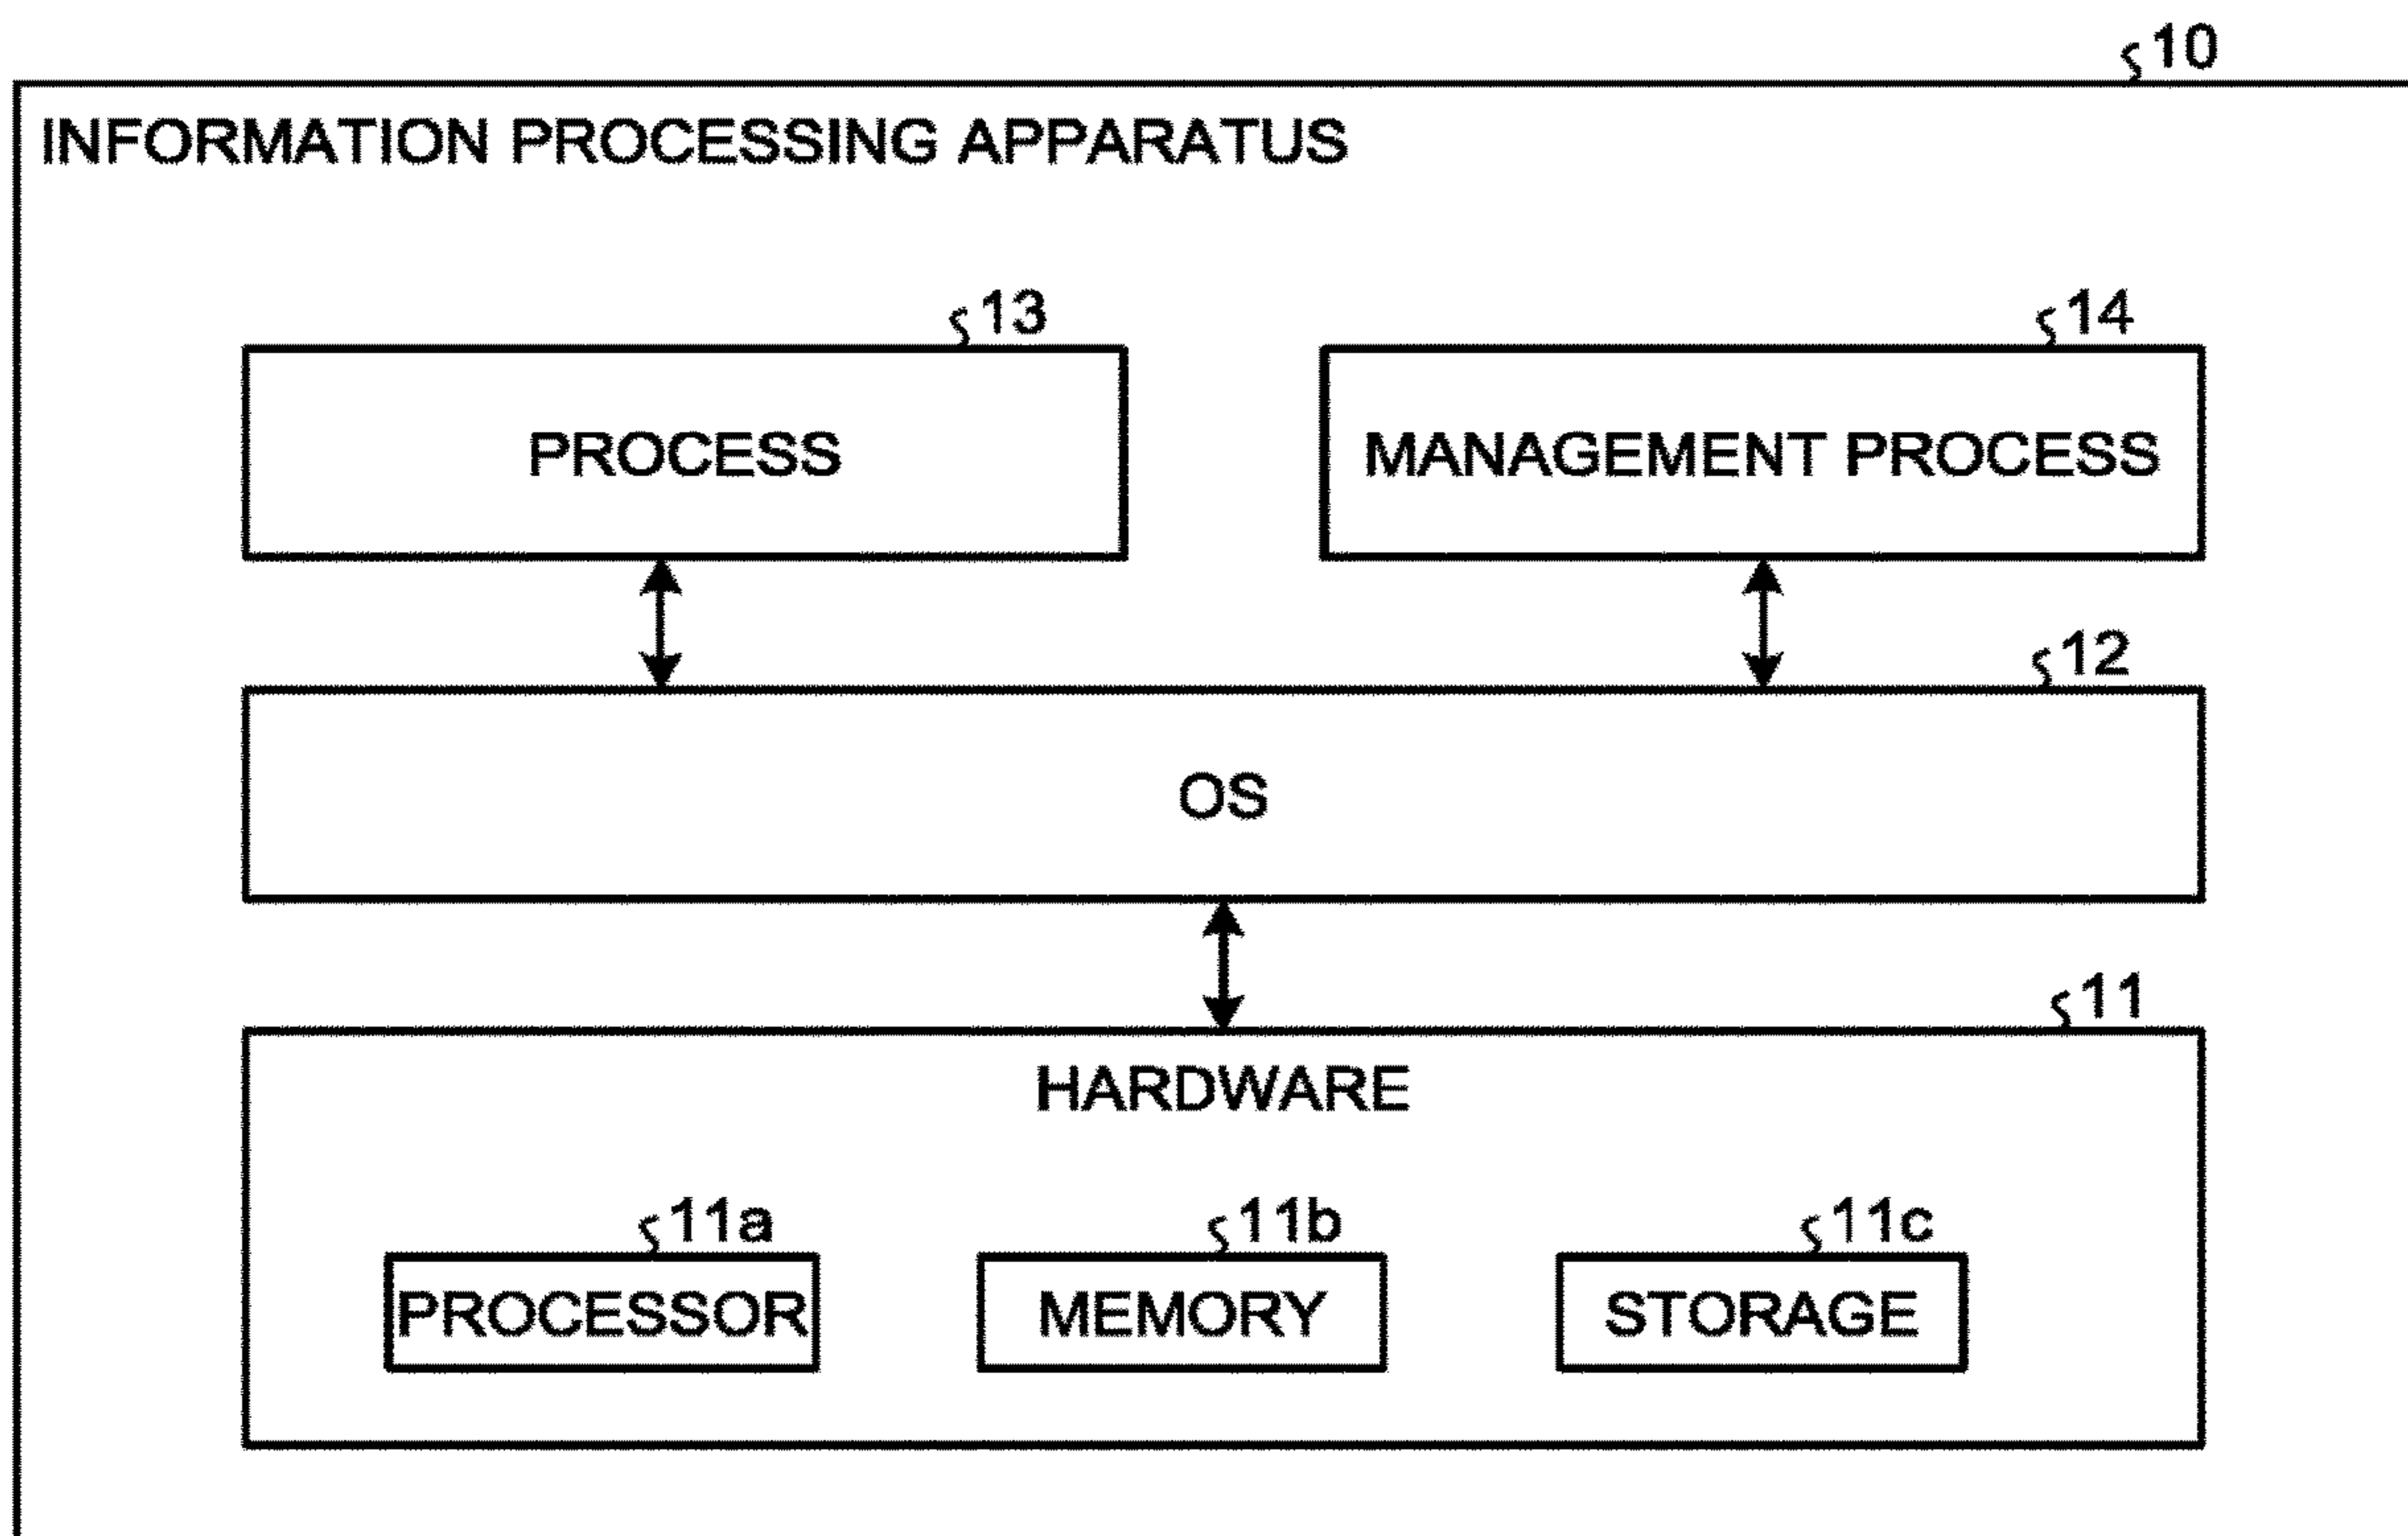 10
INFORMATION PROCESSING APPARATUS
13
14
PROCESS
MANAGEMENT PROCESS
12
OS
11
HARDWARE
11a
11b
11c
PROCESSOR
MEMORY
STORAGE